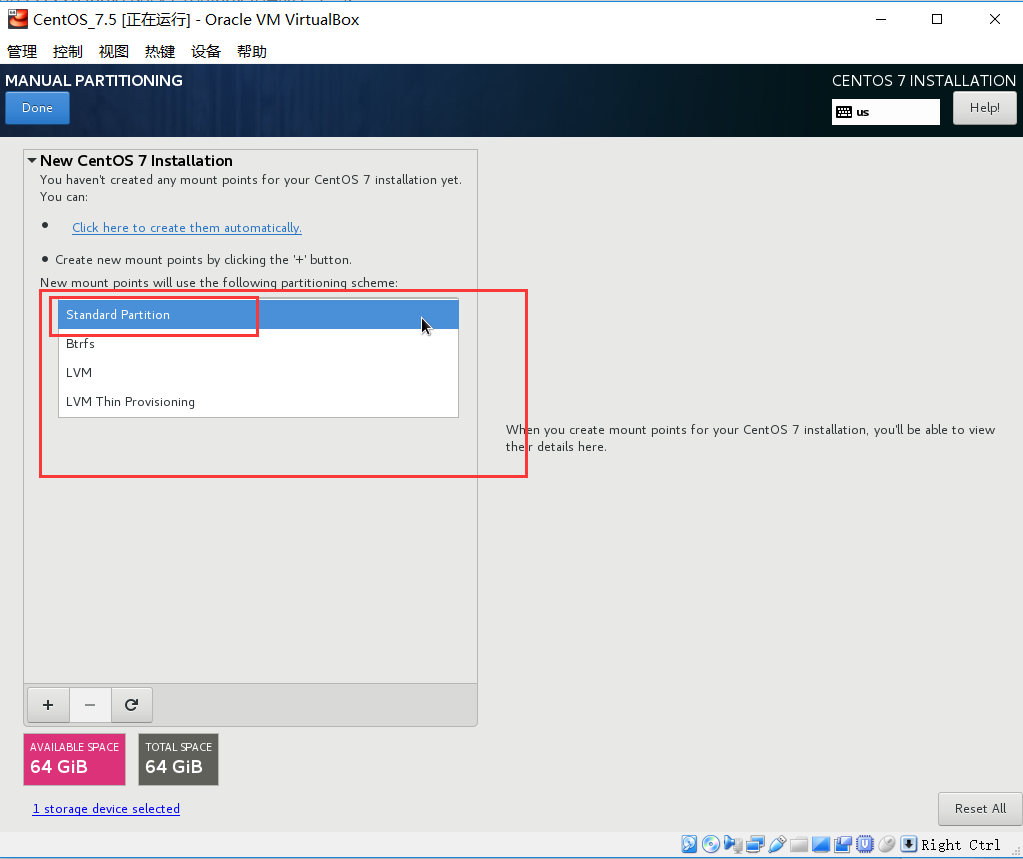 CentOS_7.5 [正在运行] - Oracle VM VirtualBox
管理 控制 视图 热键 设备 帮助
MANUAL PARTITIONING
CENTOS 7 INSTALLATION
Done
us
Help!
New CentOS 7 Installation
You haven't created any mount points for your CentOS 7 installation yet.
You can:
Click here to create them automatically.
Create new mount points by clicking the '+' button.
New mount points will use the following partitioning scheme:
Standard Partition
Btrfs
LVM
LVM Thin Provisioning
When you create mount points for your CentOS 7 installation, you'll be able to view
their details here.
AVAILABLE SPACE
64 GiB
TOTAL SPACE
64 GiB
1 storage device selected
Reset All
Right Ctrl